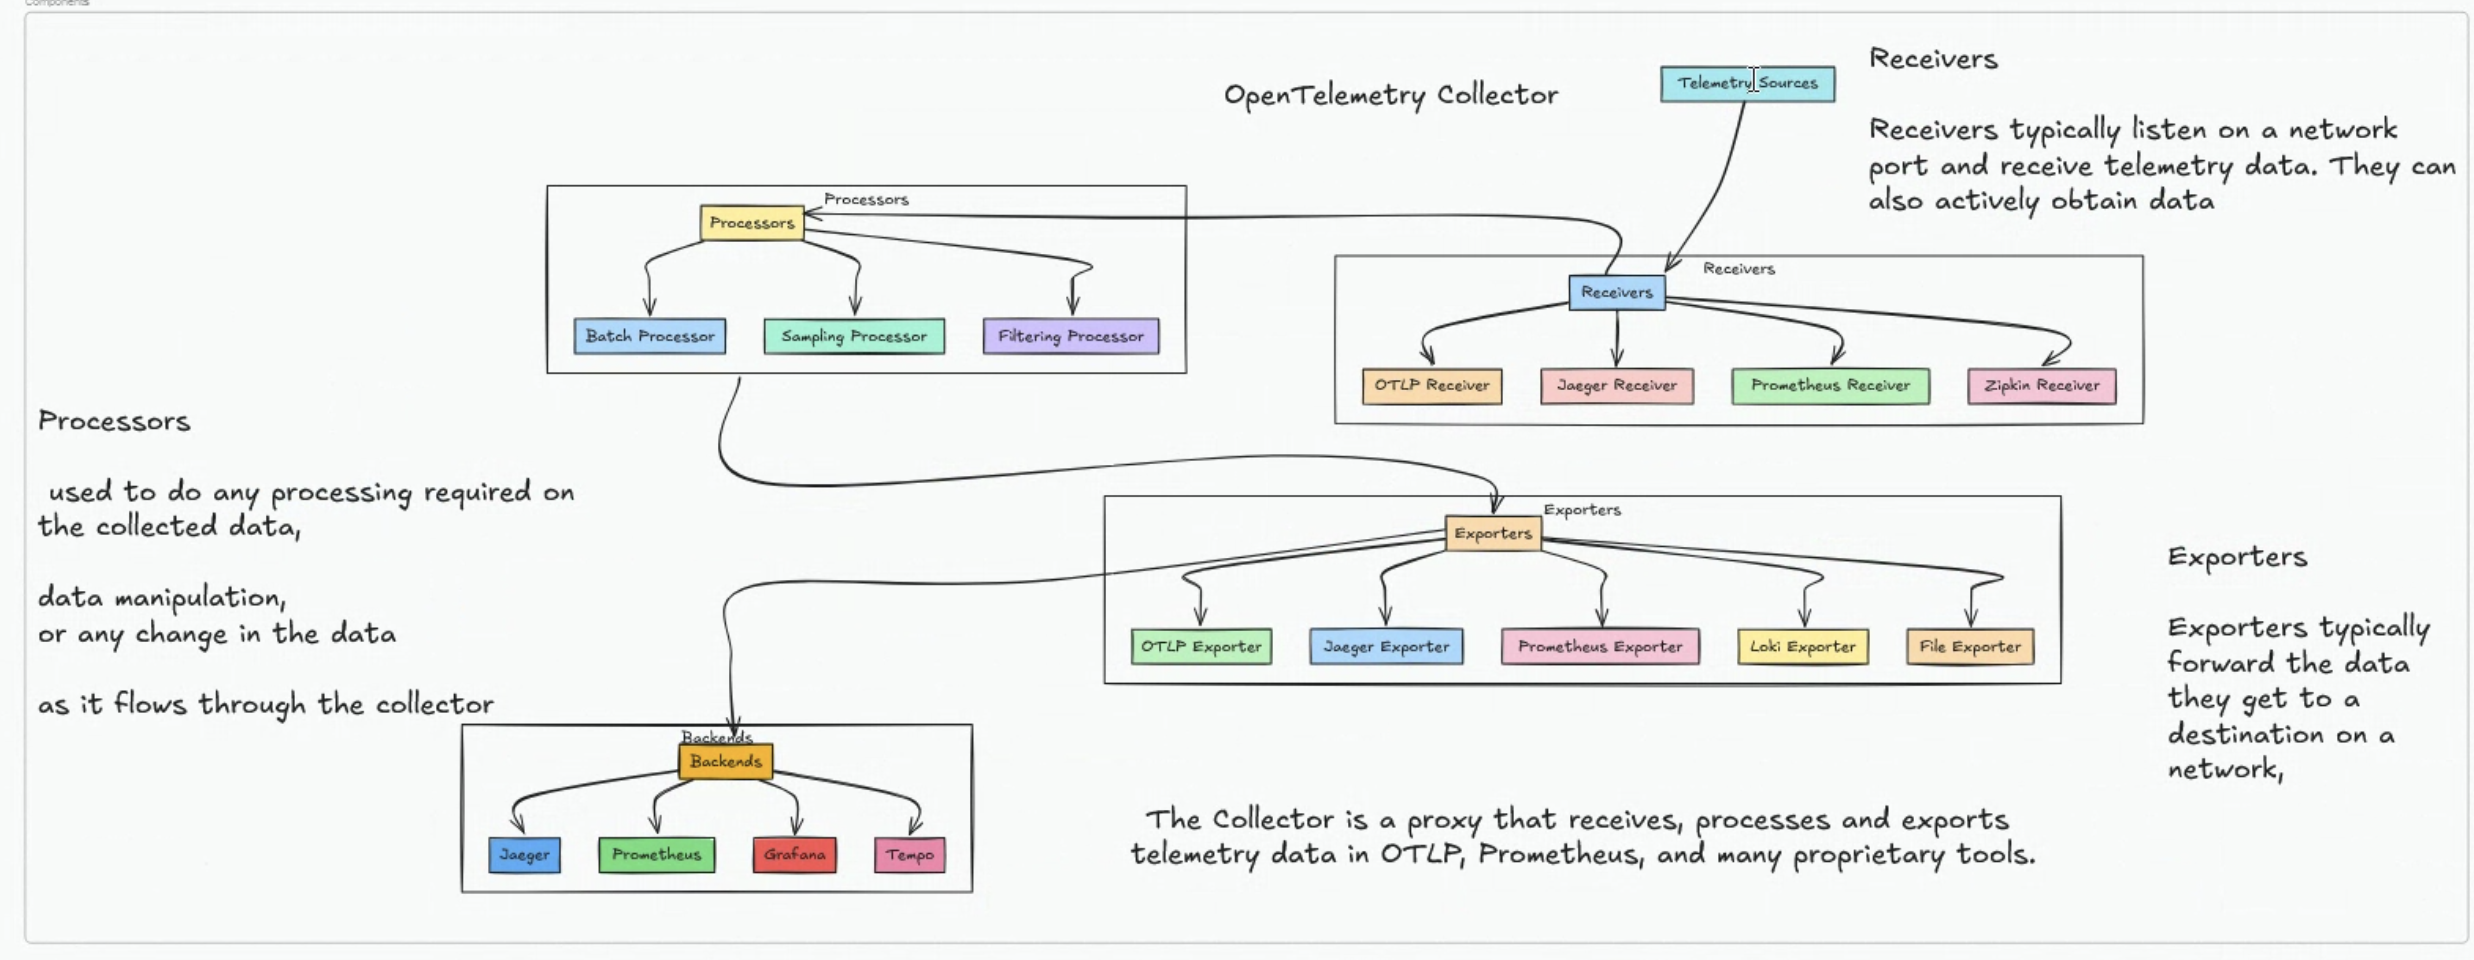 Components
OpenTelemetry Collector
Telemetry Sources
Receivers
Receivers typically listen on a network
port and receive telemetry data. They can
also actively obtain data
Processors
Processors
Batch Processor
Sampling Processor
Filtering Processor
Receivers
Receivers
OTLP Receiver
Jaeger Receiver
Prometheus Receiver
Zipkin Receiver
Processors
used to do any processing required on
the collected data,
data manipulation,
or any change in the data
as it flows through the collector
Exporters
Exporters
OTLP Exporter
Jaeger Exporter
Prometheus Exporter
Loki Exporter
File Exporter
Exporters
Exporters typically
forward the data
they get to a
destination on a
network,
Backends
Backends
Jaeger
Prometheus
Grafana
Tempo
The Collector is a proxy that receives, processes and exports
telemetry data in OTLP, Prometheus, and many proprietary tools.